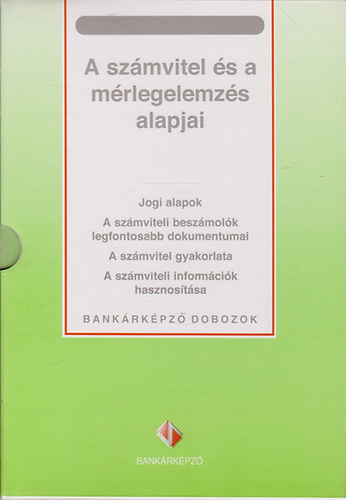 A számvitel és a
mérlegelemzés
alapjai
Jogi alapok
A számviteli beszámolók
legfontosabb dokumentumai
A számvitel gyakorlata
A számviteli információk
hasznosítása
BANKÁRKÉPZŐ DOBOZOK
BANKÁRKÉPZŐ